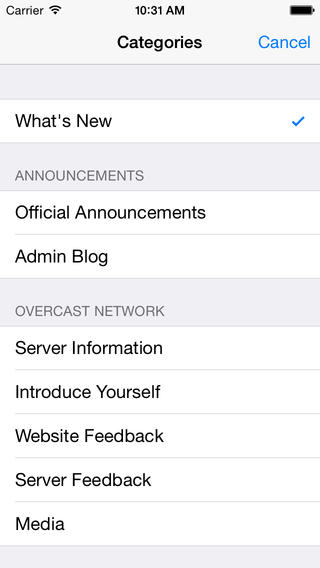 Carrier 10:31 AM
Categories Cancel
What's New
ANNOUNCEMENTS
Official Announcements
Admin Blog
OVERCAST NETWORK
Server Information
Introduce Yourself
Website Feedback
Server Feedback
Media